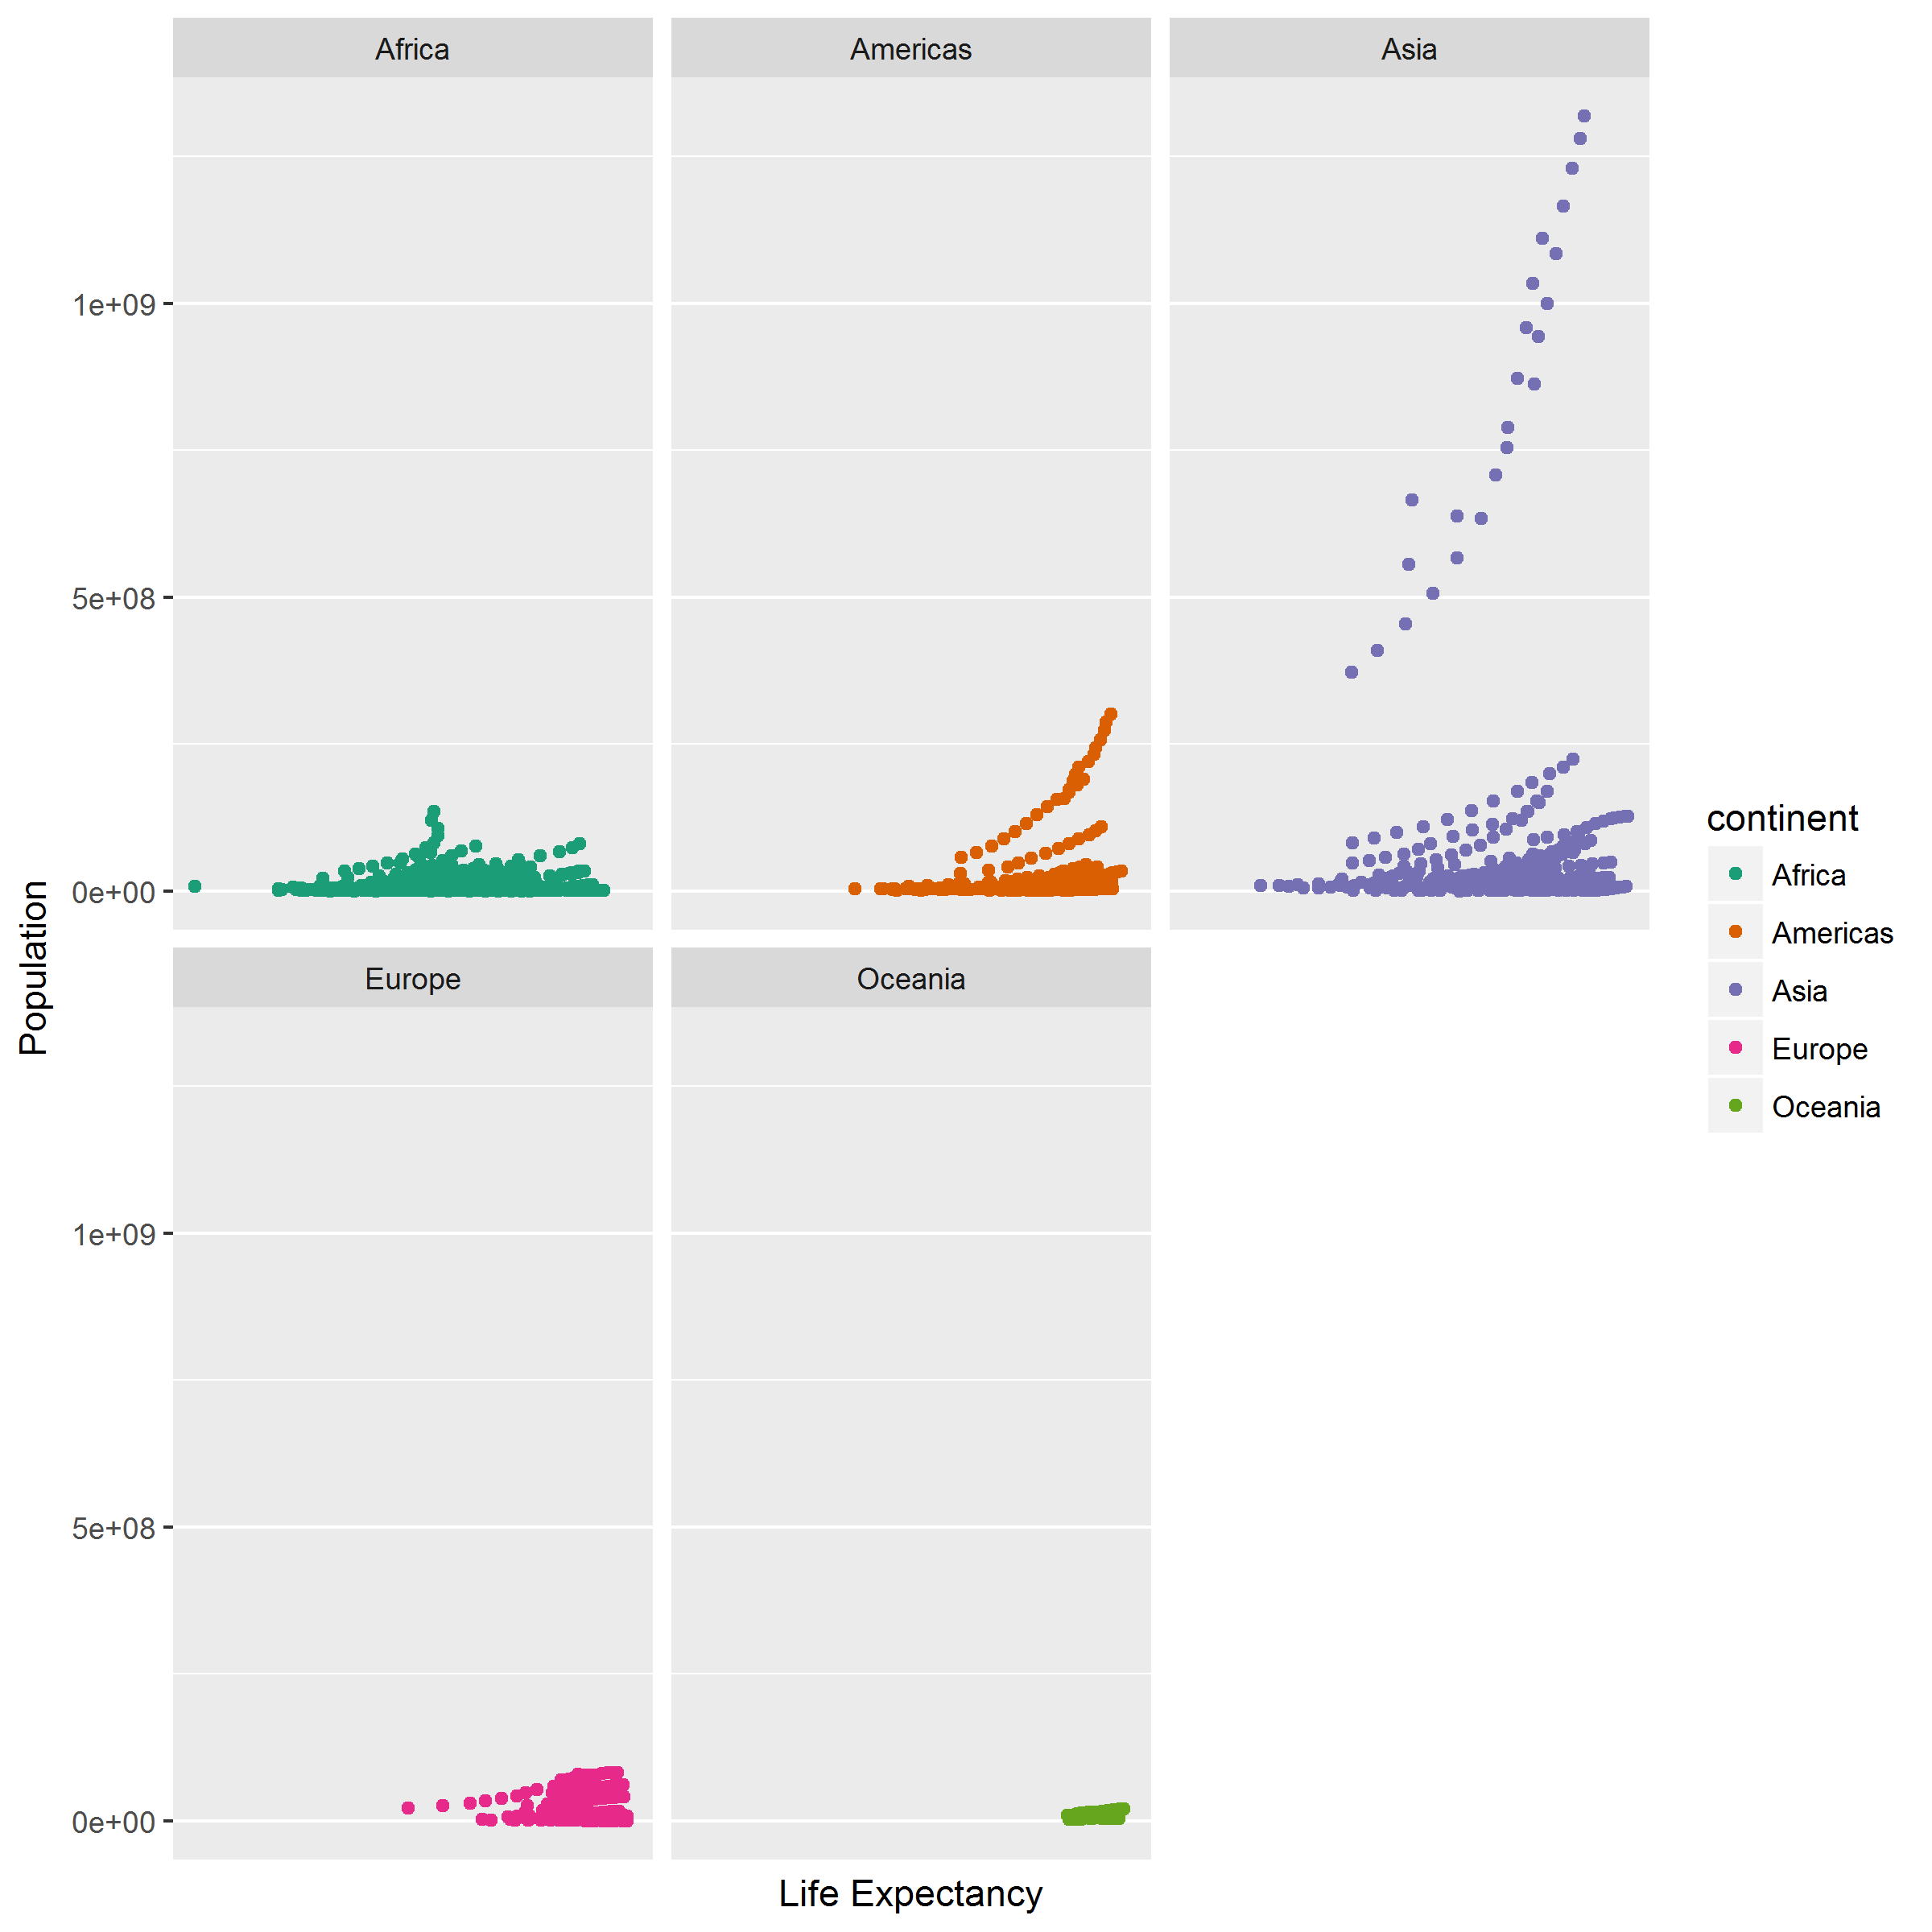 Africa
Americas
Asia
1e+09
5e+08
0e+00
Europe
Oceania
1e+09
5e+08
0e+00
Population
Life Expectancy
continent
Africa
Americas
Asia
Europe
Oceania